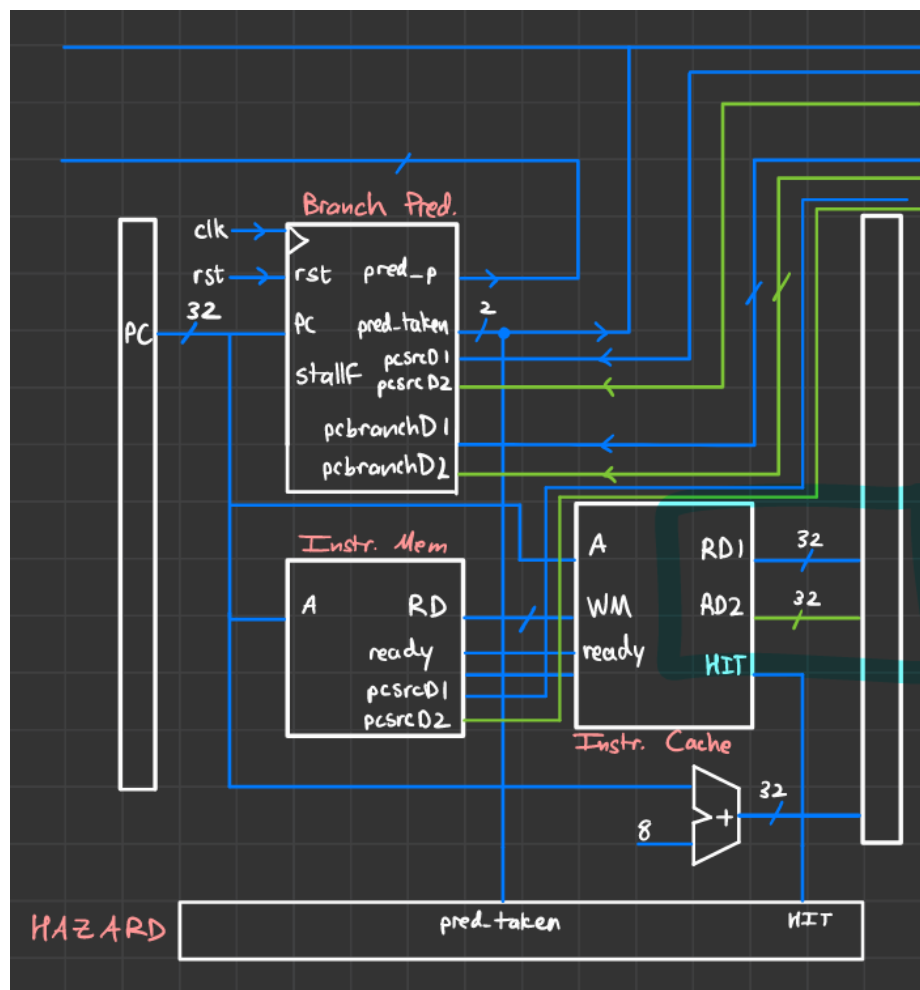 Branch Pred.
clk
rst
rst
pred_p
32
2
PC
PC
pred_taken
pcsrcD1
stallF
pcsrcD2
pcbranchD1
pcbranchD2
Instr. Mem
A
RD
ready
pcsrcD1
pcsrcD2
A
RD1
32
WM
RD2
32
ready
HIT
Instr. Cache
8
+
32
HAZARD
pred_taken
HIT